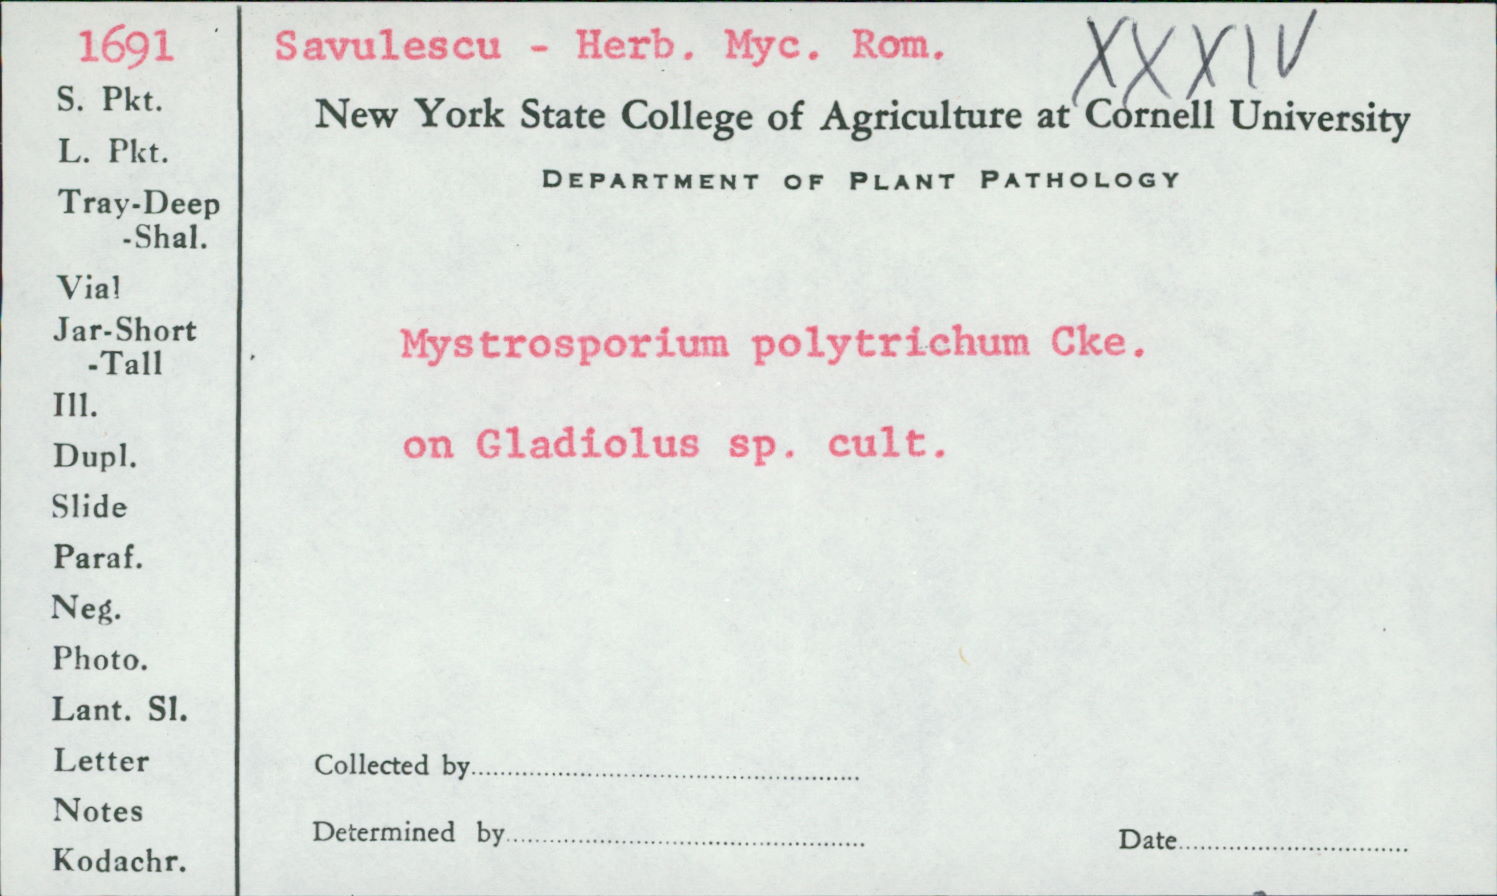 1691
S. Pkt.
L. Pkt.
Tray-Deep
-Shal.
Vial
Jar-Short
-Tall
Ill.
Dupl.
Slide
Paraf.
Neg.
Photo.
Lant. Sl.
Letter
Notes
Kodachr.
Savulescu - Herb. Myc. Rom.
XXXIV
New York State College of Agriculture at Cornell University
DEPARTMENT OF PLANT PATHOLOGY
Mystrosporium polytrichum Cke.
on Gladiolus sp. cult.
Collected by
Determined by
Date